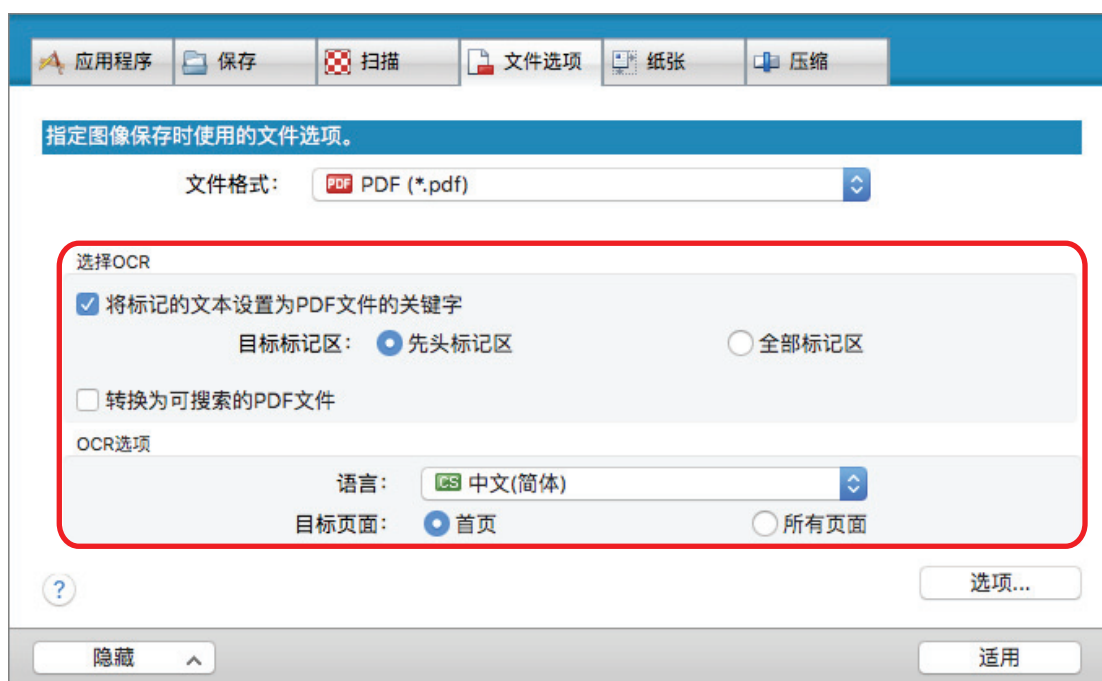 应用程序 保存 扫描 文件选项 纸张 压缩
指定图像保存时使用的文件选项。
文件格式: PDF PDF (*.pdf)
选择OCR
将标记的文本设置为PDF文件的关键字
目标标记区: 先头标记区 全部标记区
转换为可搜索的PDF文件
OCR选项
语言: CS 中文(简体)
目标页面: 首页 所有页面
? 选项...
隐藏 适用